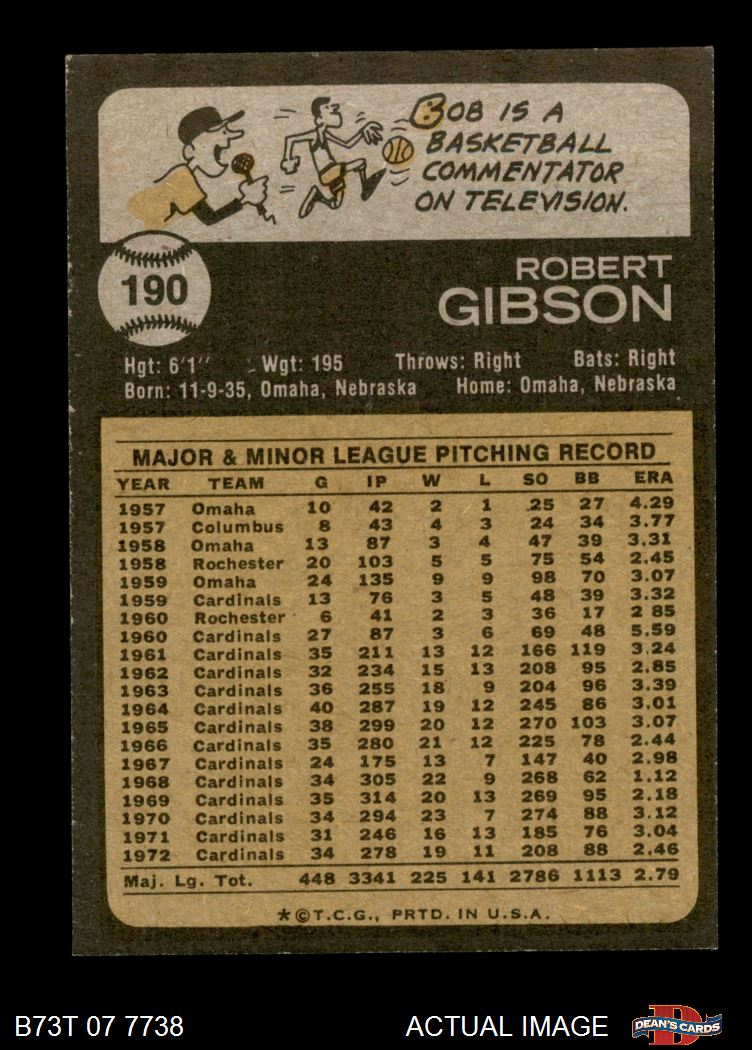 BOB IS A
BASKETBALL
COMMENTATOR
ON TELEVISION.
190
ROBERT
GIBSON
Hgt: 6'1" Wgt: 195 Throws: Right Bats: Right
Born: 11-9-35, Omaha, Nebraska Home: Omaha, Nebraska
MAJOR & MINOR LEAGUE PITCHING RECORD
YEAR TEAM G IP W L SO BB ERA
1957 Omaha 10 42 2 1 25 27 4.29
1957 Columbus 8 43 4 3 24 34 3.77
1958 Omaha 13 87 3 4 47 39 3.31
1958 Rochester 20 103 5 5 75 54 2.45
1959 Omaha 24 135 9 9 98 70 3.07
1959 Cardinals 13 76 3 5 48 39 3.32
1960 Rochester 6 41 2 3 36 17 2 85
1960 Cardinals 27 87 3 6 69 48 5.59
1961 Cardinals 35 211 13 12 166 119 3.24
1962 Cardinals 32 234 15 13 208 95 2.85
1963 Cardinals 36 255 18 9 204 96 3.39
1964 Cardinals 40 287 19 12 245 86 3.01
1965 Cardinals 38 299 20 12 270 103 3.07
1966 Cardinals 35 280 21 12 225 78 2.44
1967 Cardinals 24 175 13 7 147 40 2.98
1968 Cardinals 34 305 22 9 268 62 1.12
1969 Cardinals 35 314 20 13 269 95 2.18
1970 Cardinals 34 294 23 7 274 88 3.12
1971 Cardinals 31 246 16 13 185 76 3.04
1972 Cardinals 34 278 19 11 208 88 2.46
Maj. Lg. Tot. 448 3341 225 141 2786 1113 2.79
*©T.C.G., PRTD. IN U.S.A.
B73T 07 7738 ACTUAL IMAGE DEAN'S CARDS